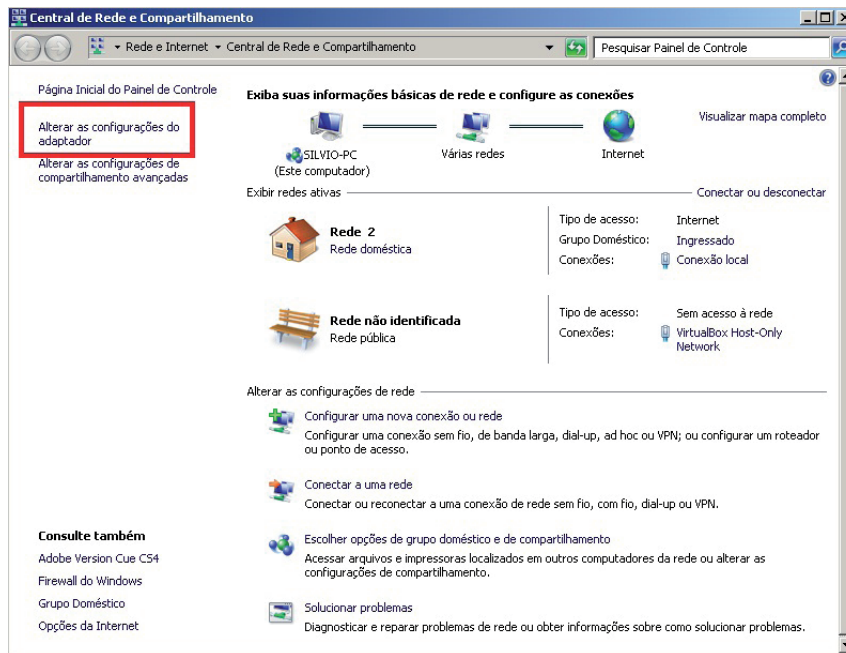 Central de Rede e Compartilhamento
Rede e Internet
Central de Rede e Compartilhamento
Pesquisar Painel de Controle
Página Inicial do Painel de Controle
Alterar as configurações do
adaptador
Alterar as configurações de
compartilhamento avançadas
Exiba suas informações básicas de rede e configure as conexões
Visualizar mapa completo
SILVIO-PC
(Este computador)
Várias redes
Internet
Exibir redes ativas
Conectar ou desconectar
Rede 2
Rede doméstica
Tipo de acesso: Internet
Grupo Doméstico: Ingressado
Conexões: Conexão local
Rede não identificada
Rede pública
Tipo de acesso: Sem acesso à rede
Conexões: VirtualBox Host-Only
Network
Alterar as configurações de rede
Configurar uma nova conexão ou rede
Configurar uma conexão sem fio, de banda larga, dial-up, ad hoc ou VPN; ou configurar um roteador
ou ponto de acesso.
Conectar a uma rede
Conectar ou reconectar a uma conexão de rede sem fio, com fio, dial-up ou VPN.
Escolher opções de grupo doméstico e de compartilhamento
Acessar arquivos e impressoras localizados em outros computadores da rede ou alterar as
configurações de compartilhamento.
Solucionar problemas
Diagnosticar e reparar problemas de rede ou obter informações sobre como solucionar problemas.
Consulte também
Adobe Version Cue CS4
Firewall do Windows
Grupo Doméstico
Opções da Internet